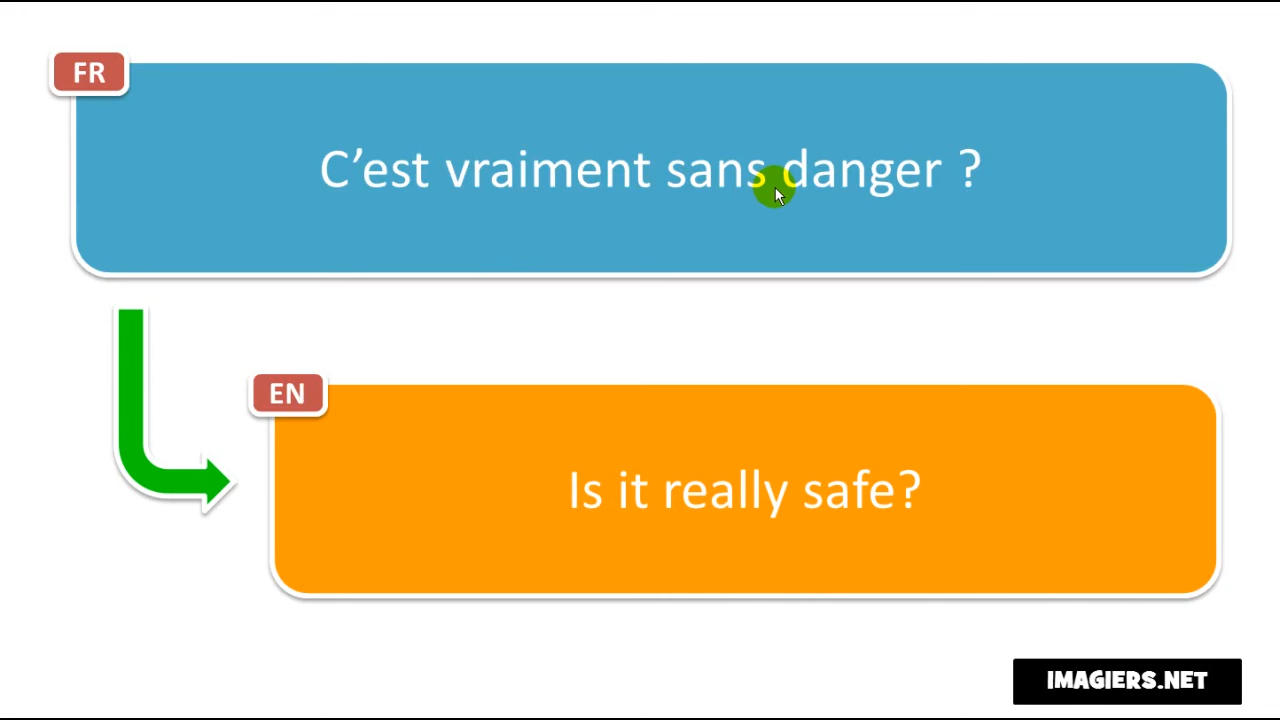 FR
C’est vraiment sans danger ?
EN
Is it really safe?
IMAGIERS.NET